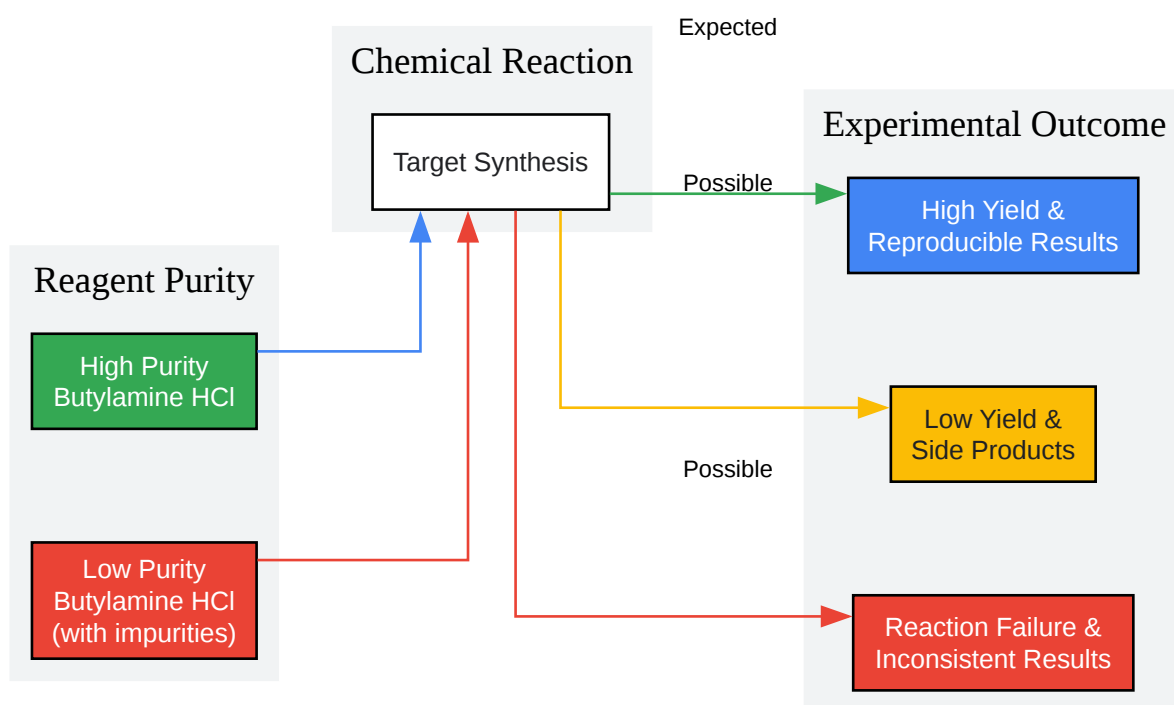 Expected
Chemical Reaction
Target Synthesis
Experimental Outcome
Possible
High Yield &
Reproducible Results
Reagent Purity
High Purity
Butylamine HCl
Low Yield &
Side Products
Possible
Low Purity
Butylamine HCl
(with impurities)
Reaction Failure &
Inconsistent Results